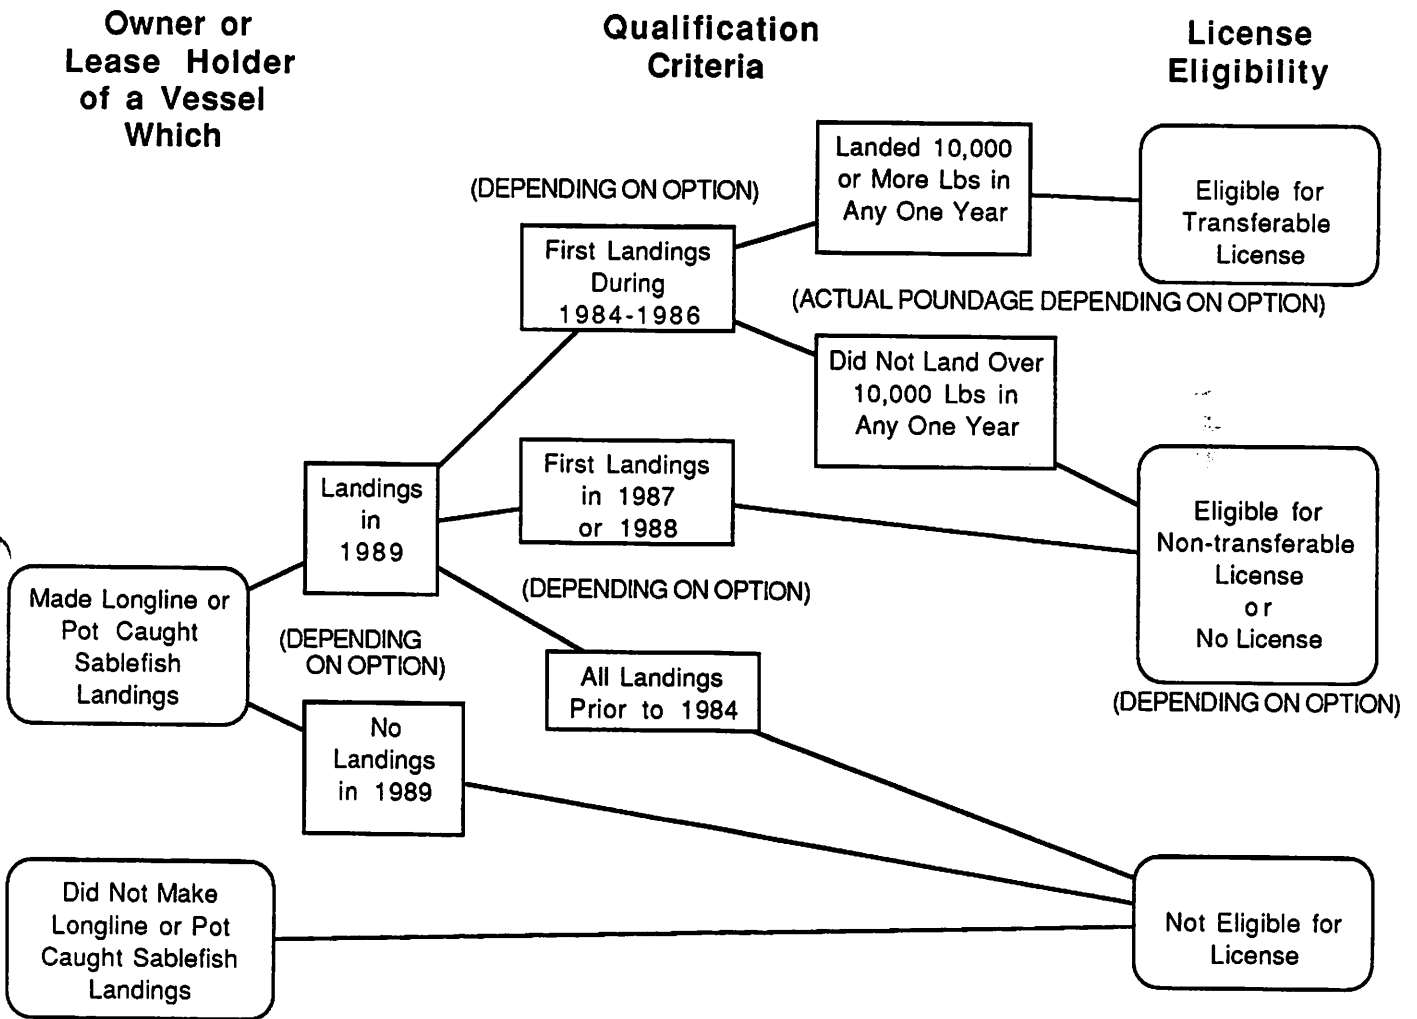 Owner or
Lease Holder
of a Vessel
Which
Qualification
Criteria
License
Eligibility
(DEPENDING ON OPTION)
Landed 10,000
or More Lbs in
Any One Year
Eligible for
Transferable
License
First Landings
During
1984-1986
(ACTUAL POUNDAGE DEPENDING ON OPTION)
Did Not Land Over
10,000 Lbs in
Any One Year
Landings
in
1989
First Landings
in 1987
or 1988
Eligible for
Non-transferable
License
or
No License
(DEPENDING ON OPTION)
Made Longline or
Pot Caught
Sablefish
Landings
(DEPENDING
ON OPTION)
(DEPENDING ON OPTION)
All Landings
Prior to 1984
No
Landings
in 1989
Did Not Make
Longline or Pot
Caught Sablefish
Landings
Not Eligible for
License